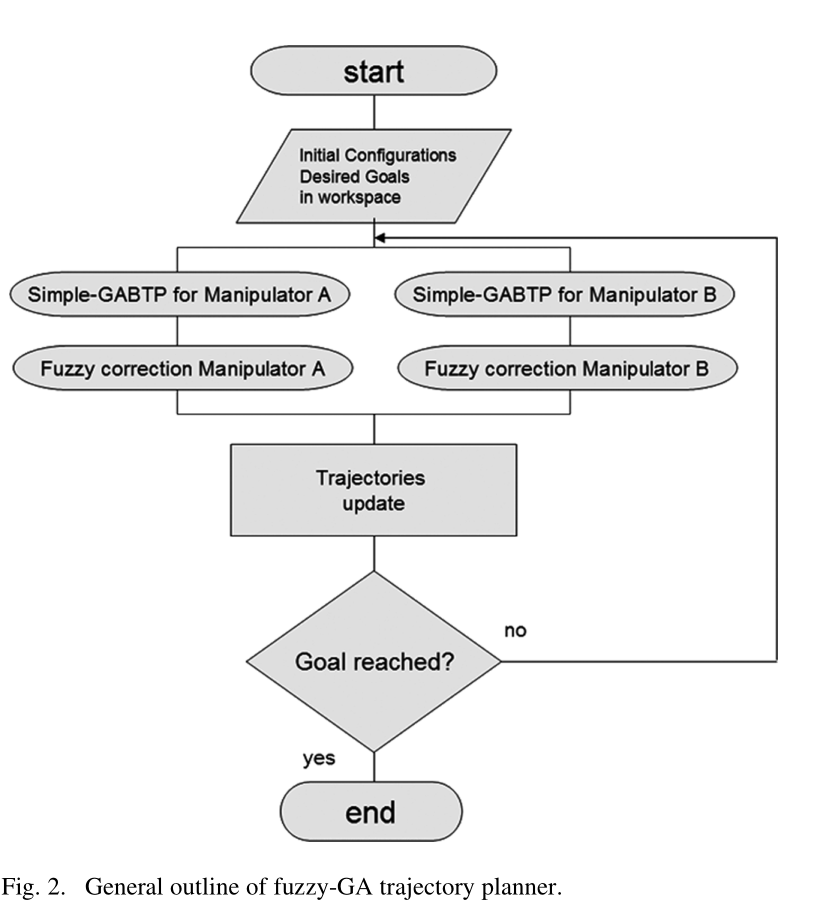 start
Initial Configurations
Desired Goals
in workspace
Simple-GABTP for Manipulator A
Simple-GABTP for Manipulator B
Fuzzy correction Manipulator A
Fuzzy correction Manipulator B
Trajectories
update
no
Goal reached?
yes
end
Fig. 2. General outline of fuzzy-GA trajectory planner.